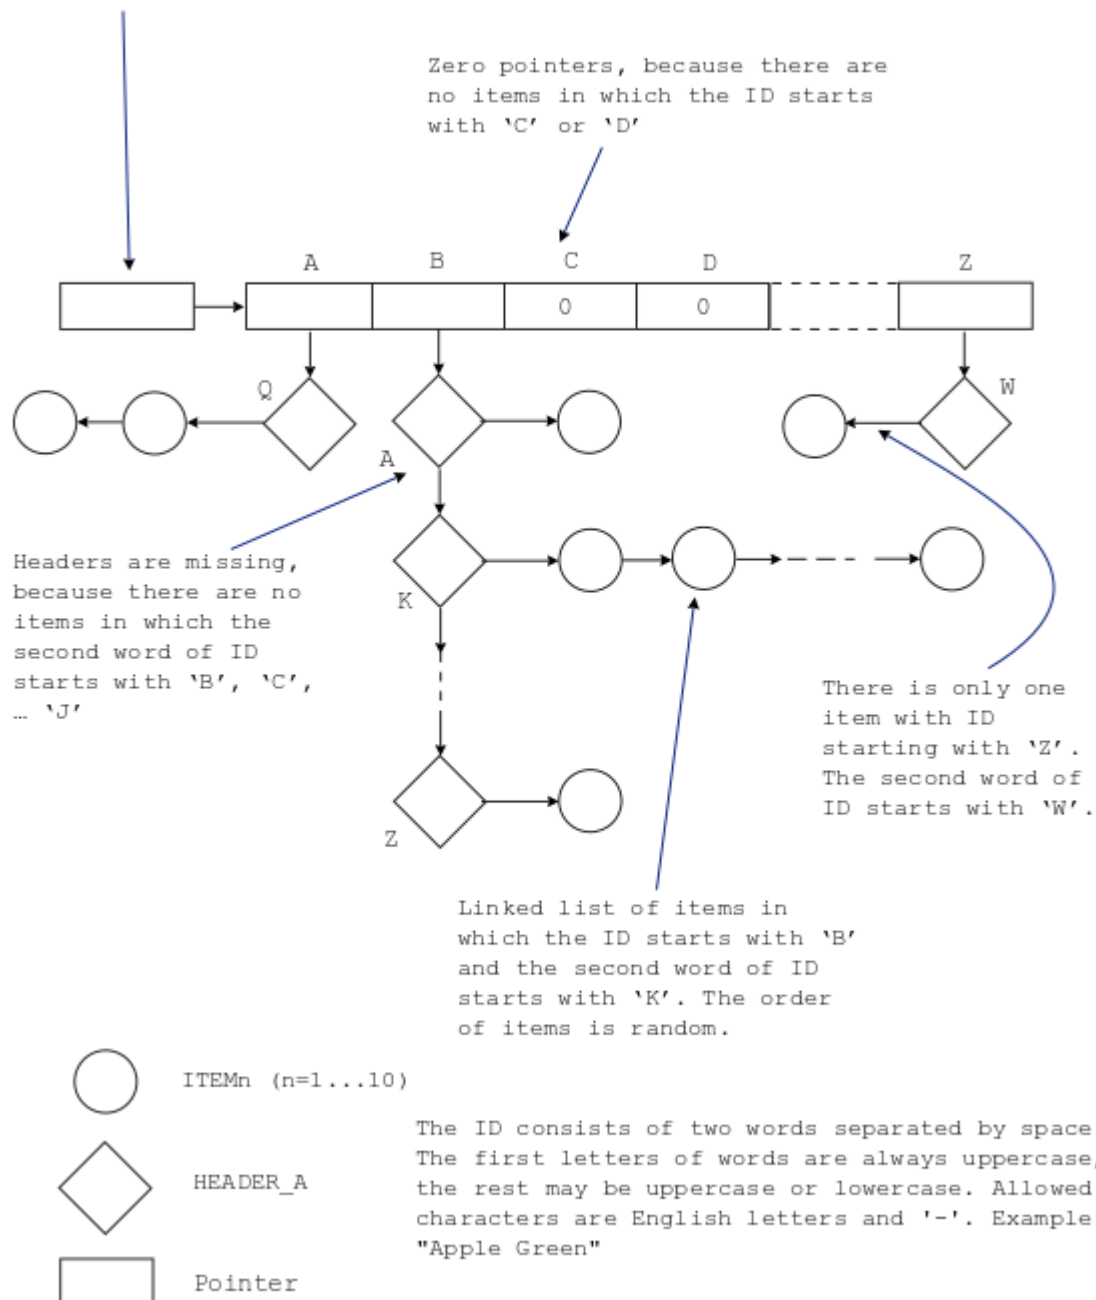 Zero pointers, because there are
no items in which the ID starts
with ‘C’ or ‘D’
A
B
C
D
Z
0
0
Q
W
A
Headers are missing,
because there are no
items in which the
second word of ID
starts with ‘B’, ‘C’,
… ‘J’
K
There is only one
item with ID
starting with ‘Z’.
The second word of
ID starts with ‘W’.
Z
Linked list of items in
which the ID starts with ‘B’
and the second word of ID
starts with ‘K’. The order
of items is random.
ITEMn (n=1...10)
The ID consists of two words separated by space
The first letters of words are always uppercase,
the rest may be uppercase or lowercase. Allowed
characters are English letters and '-'. Example
"Apple Green"
HEADER_A
Pointer